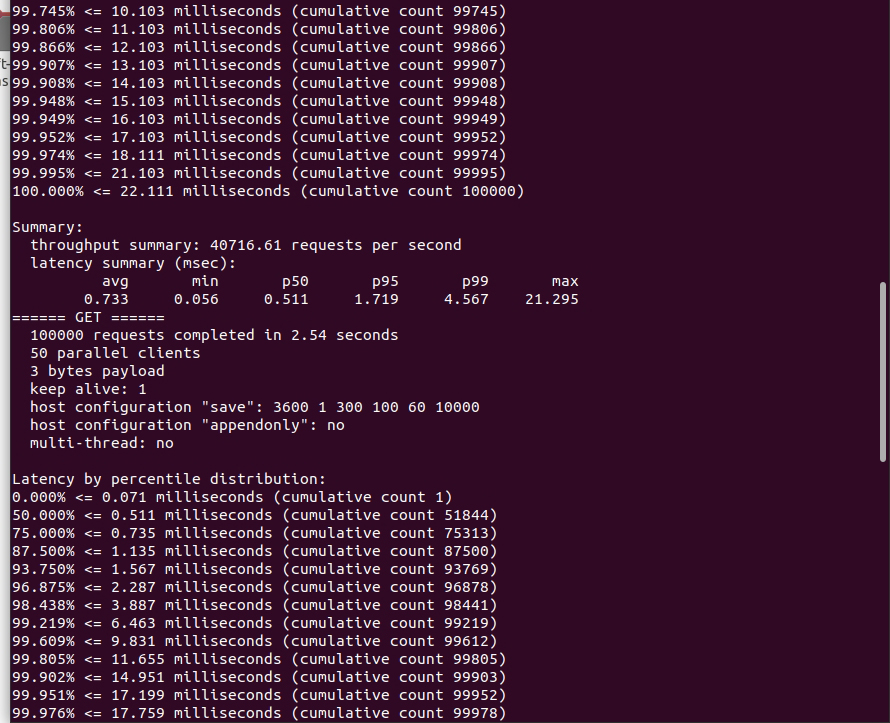 99.745% <= 10.103 milliseconds (cumulative count 99745)
99.806% <= 11.103 milliseconds (cumulative count 99806)
99.866% <= 12.103 milliseconds (cumulative count 99866)
99.907% <= 13.103 milliseconds (cumulative count 99907)
99.908% <= 14.103 milliseconds (cumulative count 99908)
99.948% <= 15.103 milliseconds (cumulative count 99948)
99.949% <= 16.103 milliseconds (cumulative count 99949)
99.952% <= 17.103 milliseconds (cumulative count 99952)
99.974% <= 18.111 milliseconds (cumulative count 99974)
99.995% <= 21.103 milliseconds (cumulative count 99995)
100.000% <= 22.111 milliseconds (cumulative count 100000)

Summary:
  throughput summary: 40716.61 requests per second
  latency summary (msec):
          avg       min       p50       p95       p99       max
        0.733     0.056     0.511     1.719     4.567    21.295
====== GET ======
  100000 requests completed in 2.54 seconds
  50 parallel clients
  3 bytes payload
  keep alive: 1
  host configuration "save": 3600 1 300 100 60 10000
  host configuration "appendonly": no
  multi-thread: no

Latency by percentile distribution:
0.000% <= 0.071 milliseconds (cumulative count 1)
50.000% <= 0.511 milliseconds (cumulative count 51844)
75.000% <= 0.735 milliseconds (cumulative count 75313)
87.500% <= 1.135 milliseconds (cumulative count 87500)
93.750% <= 1.567 milliseconds (cumulative count 93769)
96.875% <= 2.287 milliseconds (cumulative count 96878)
98.438% <= 3.887 milliseconds (cumulative count 98441)
99.219% <= 6.463 milliseconds (cumulative count 99219)
99.609% <= 9.831 milliseconds (cumulative count 99612)
99.805% <= 11.655 milliseconds (cumulative count 99805)
99.902% <= 14.951 milliseconds (cumulative count 99903)
99.951% <= 17.199 milliseconds (cumulative count 99952)
99.976% <= 17.759 milliseconds (cumulative count 99978)